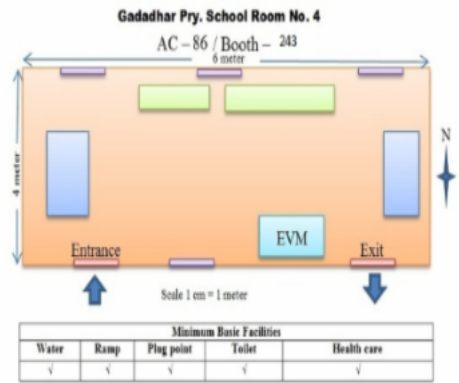 Gadadhar Pry. School Room No. 4
AC – 86 / Booth – 243
6 meter
4 meter
N
EVM
Entrance
Exit
Scale 1 cm = 1 meter
Minimum Basic Facilities
Water Ramp Plug point Toilet Health care
√ √ √ √ √